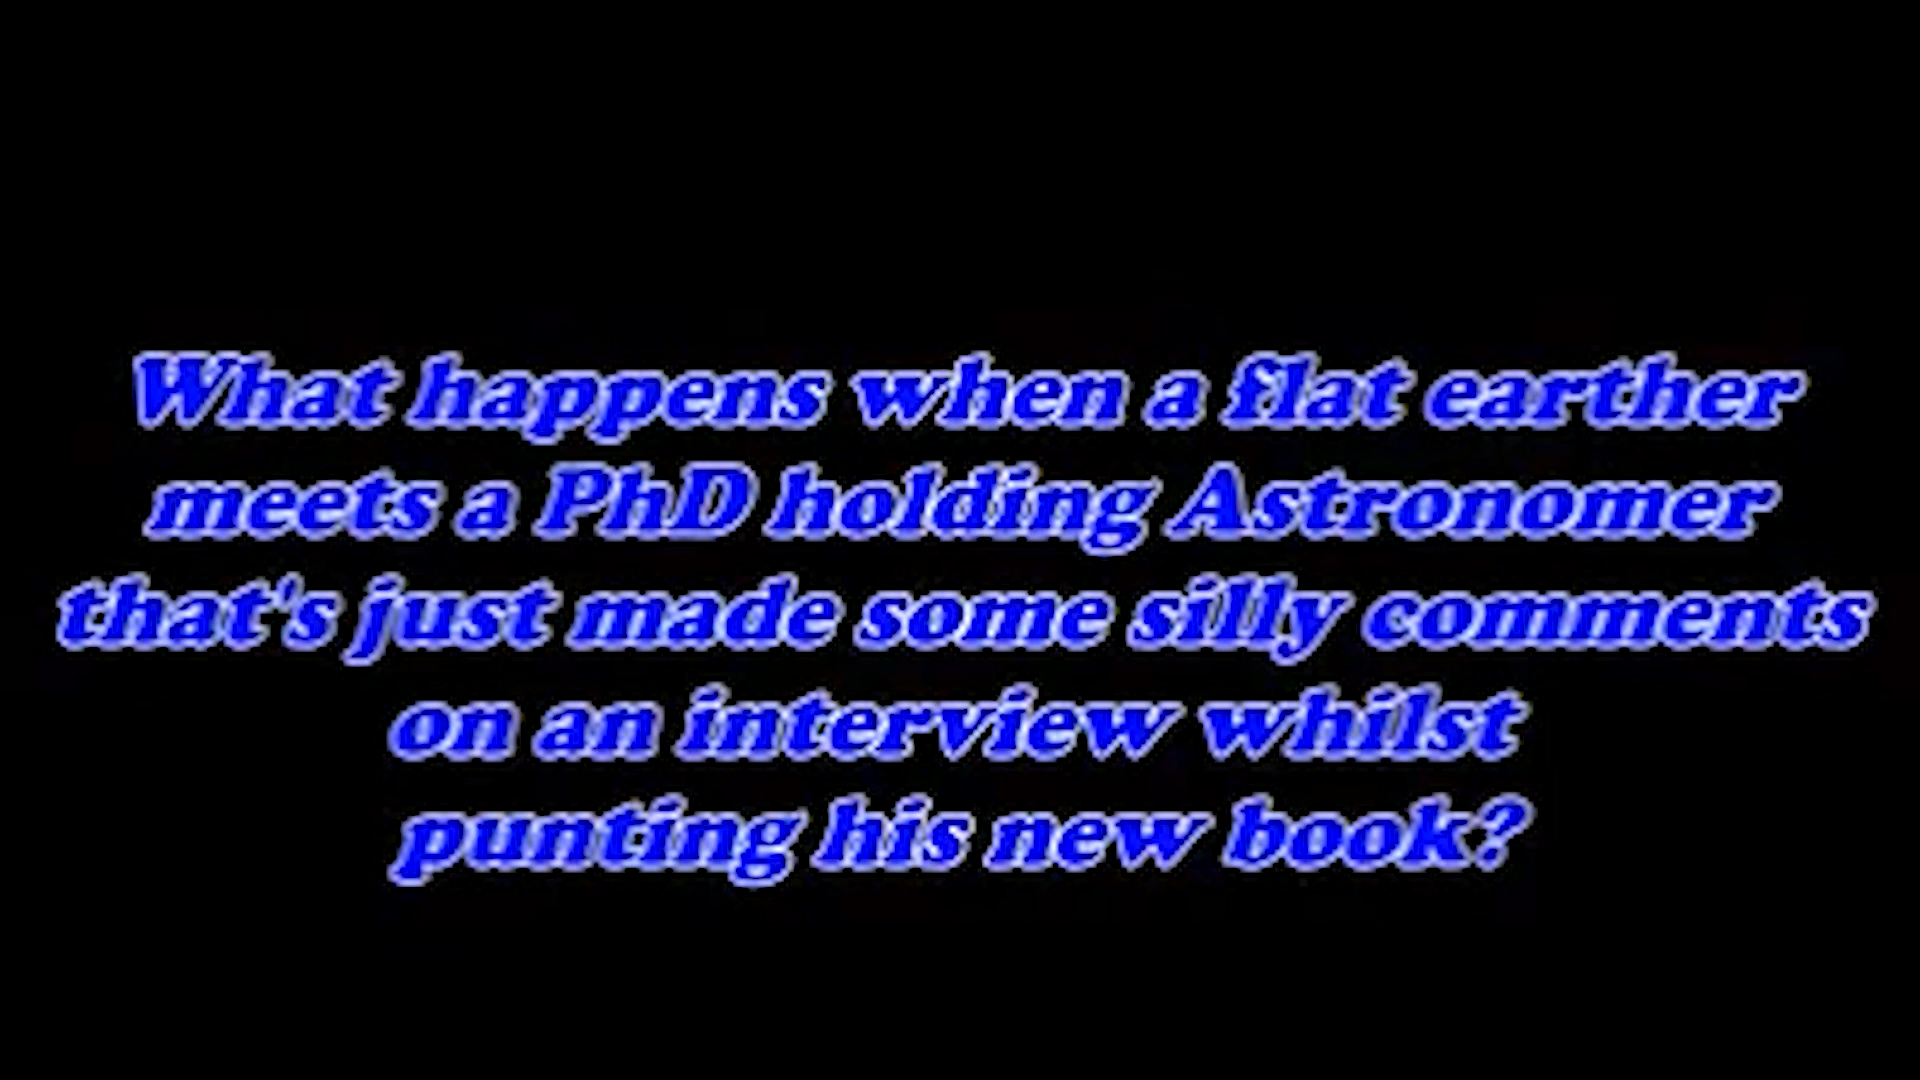 What happens when a flat earther
meets a PhD holding Astronomer
that's just made some silly comments
on an interview whilst
punting his new book?